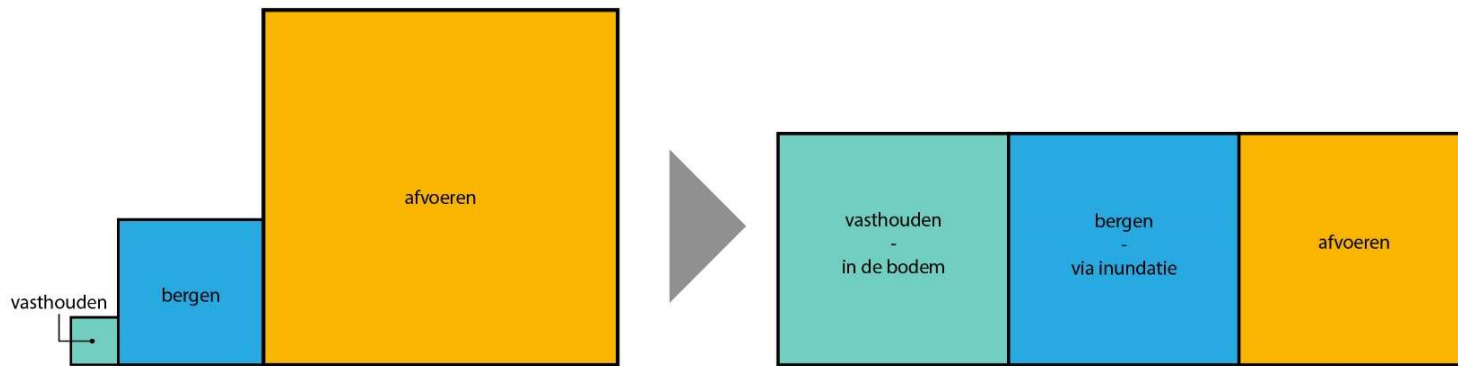 vasthouden
bergen
afvoeren
vasthouden
-
in de bodem
bergen
-
via inundatie
afvoeren